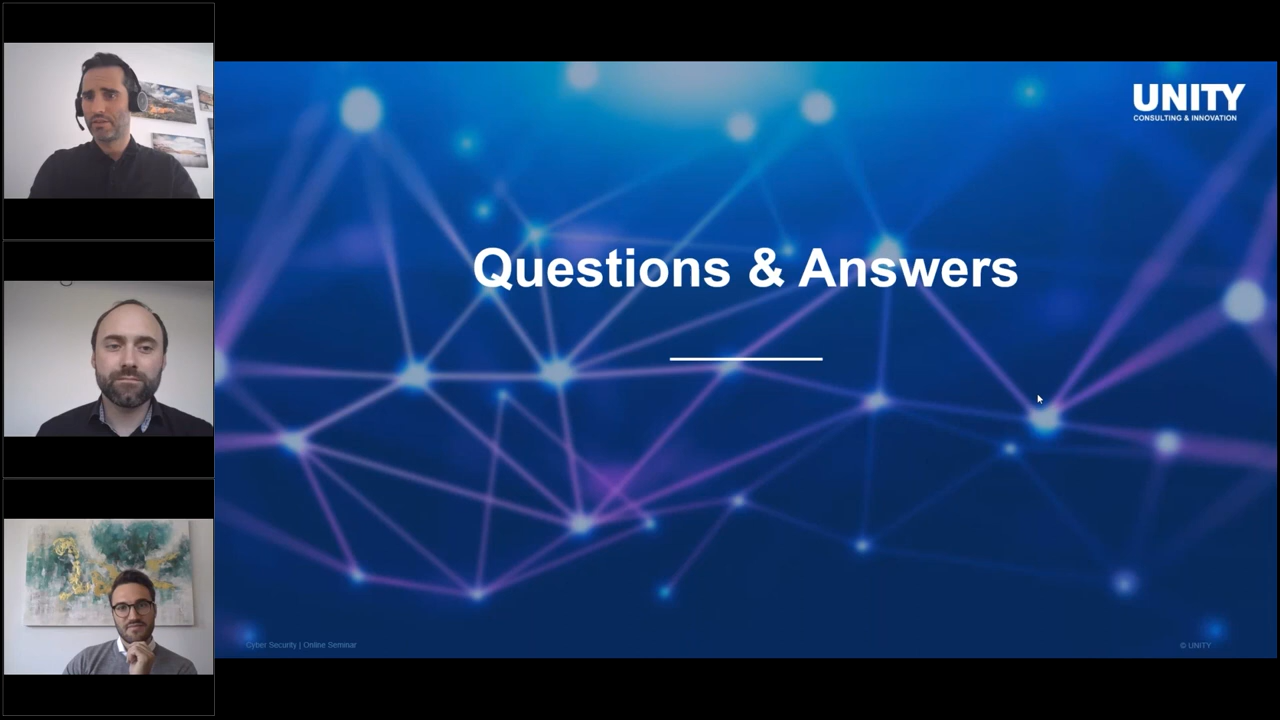 UNITY
CONSULTING & INNOVATION
Questions & Answers
Cyber Security | Online Seminar
© UNITY